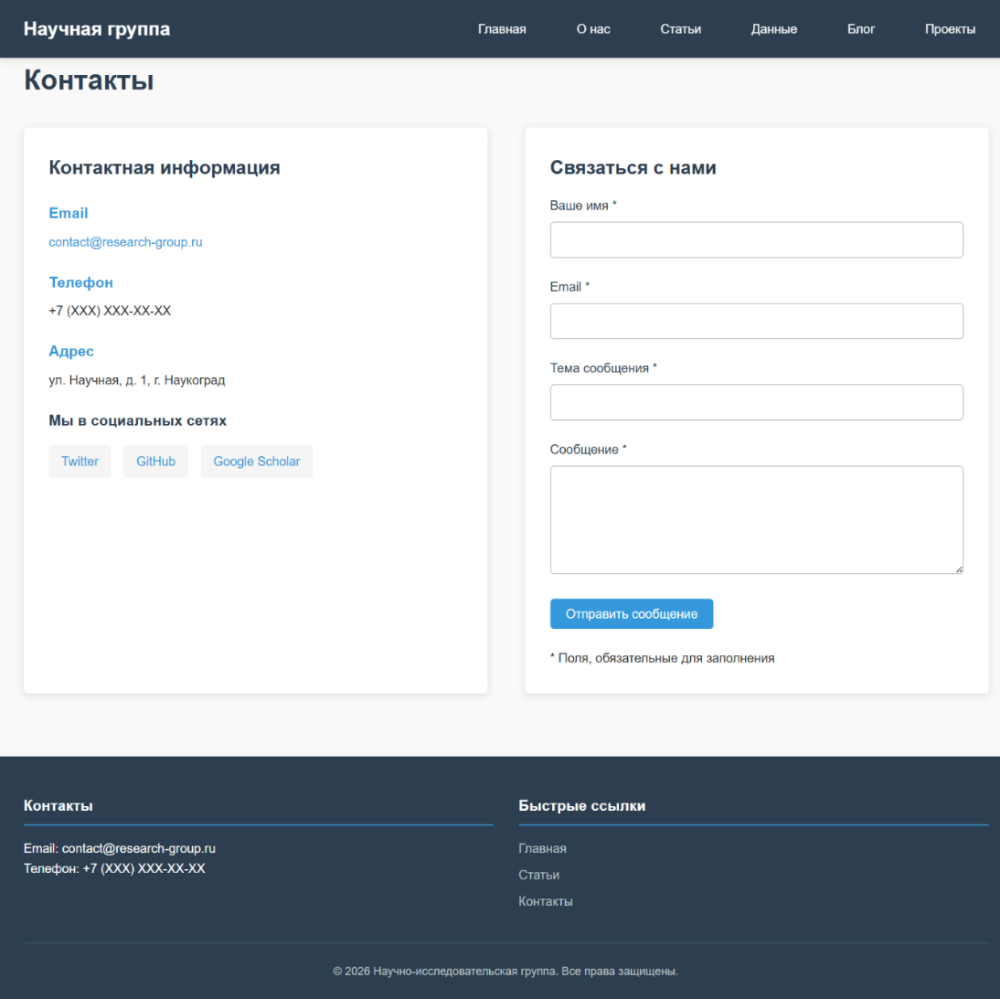 Научная группа
Главная О нас Статьи Данные Блог Проекты
Контакты
Контактная информация
Email
contact@research-group.ru
Телефон
+7 (XXX) XXX-XX-XX
Адрес
ул. Научная, д. 1, г. Наукоград
Мы в социальных сетях
Twitter GitHub Google Scholar
Связаться с нами
Ваше имя *
Email *
Тема сообщения *
Сообщение *
Отправить сообщение
* Поля, обязательные для заполнения
Контакты
Email: contact@research-group.ru
Телефон: +7 (XXX) XXX-XX-XX
Быстрые ссылки
Главная
Статьи
Контакты
© 2026 Научно-исследовательская группа. Все права защищены.